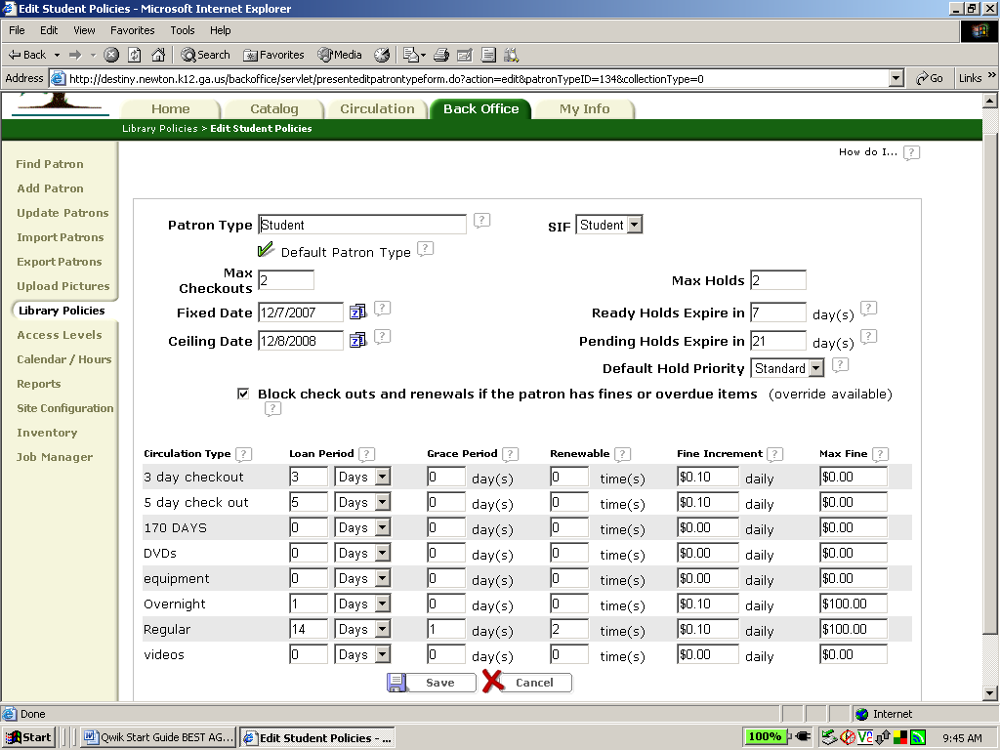 Edit Student Policies - Microsoft Internet Explorer
File Edit View Favorites Tools Help
Back Search Favorites Media
Address http://destiny.newton.k12.ga.us/backoffice/servlet/presenteditpatrontypeform.do?action=edit&patronTypeID=134&collectionType=0 Go Links »
Home Catalog Circulation Back Office My Info
Library Policies > Edit Student Policies
How do I... ?
Find Patron
Add Patron
Update Patrons
Import Patrons
Export Patrons
Upload Pictures
Library Policies
Access Levels
Calendar / Hours
Reports
Site Configuration
Inventory
Job Manager
Patron Type Student ? SIF Student
Default Patron Type ?
Max Checkouts 2 Max Holds 2
Fixed Date 12/7/2007 ? Ready Holds Expire in 7 day(s) ?
Ceiling Date 12/8/2008 ? Pending Holds Expire in 21 day(s) ?
Default Hold Priority Standard ?
Block check outs and renewals if the patron has fines or overdue items (override available)
?
Circulation Type ? Loan Period ? Grace Period ? Renewable ? Fine Increment ? Max Fine ?
3 day checkout 3 Days 0 day(s) 0 time(s) $0.10 daily $0.00
5 day check out 5 Days 0 day(s) 0 time(s) $0.10 daily $0.00
170 DAYS 0 Days 0 day(s) 0 time(s) $0.00 daily $0.00
DVDs 0 Days 0 day(s) 0 time(s) $0.00 daily $0.00
equipment 0 Days 0 day(s) 0 time(s) $0.00 daily $0.00
Overnight 1 Days 0 day(s) 0 time(s) $0.10 daily $100.00
Regular 14 Days 1 day(s) 2 time(s) $0.10 daily $100.00
videos 0 Days 0 day(s) 0 time(s) $0.00 daily $0.00
Save Cancel
Done Internet
Start Qwik Start Guide BEST AG... Edit Student Policies - ... 100% 9:45 AM